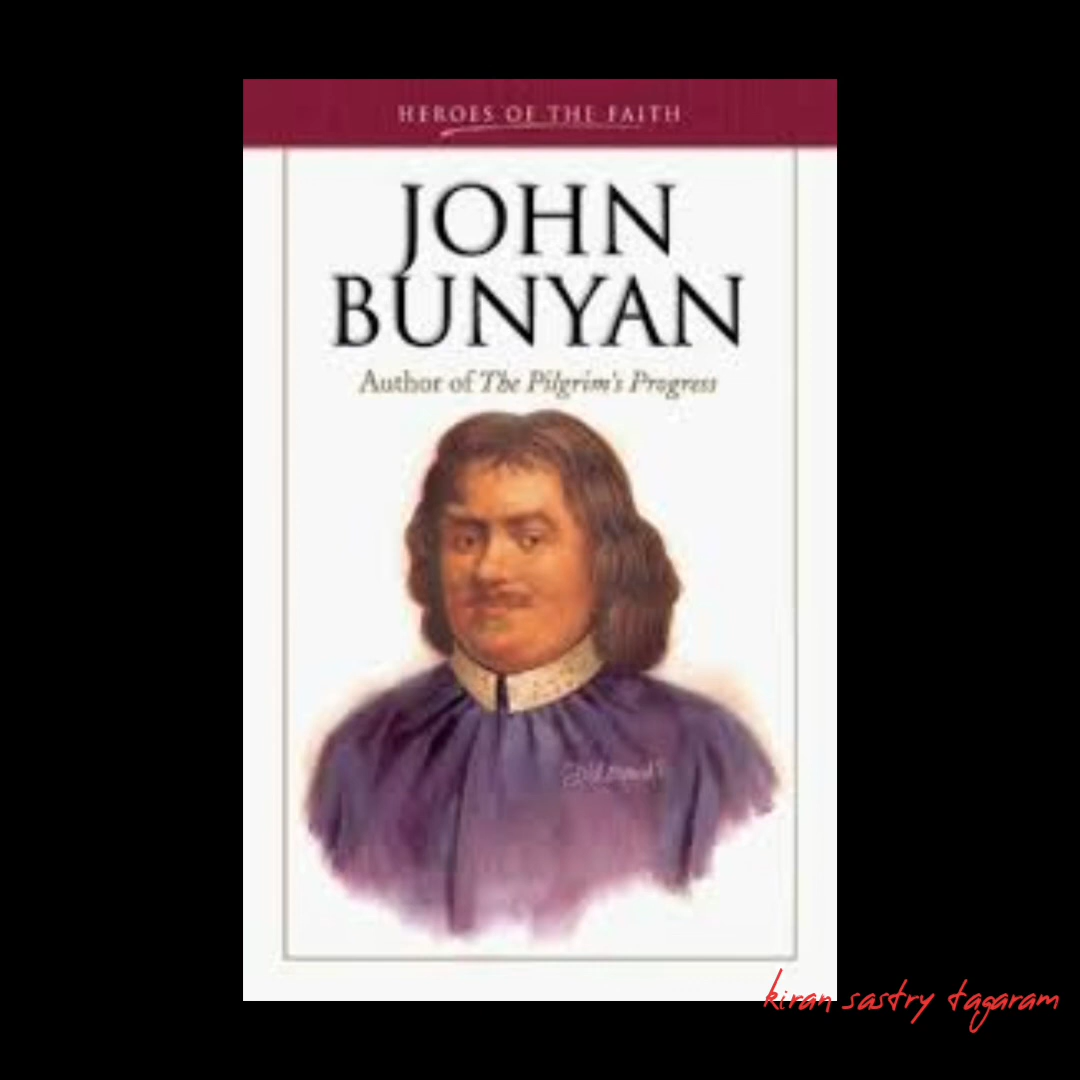 HEROES OF THE FAITH
JOHN
BUNYAN
Author of The Pilgrim's Progress
kiran sastry tagaram